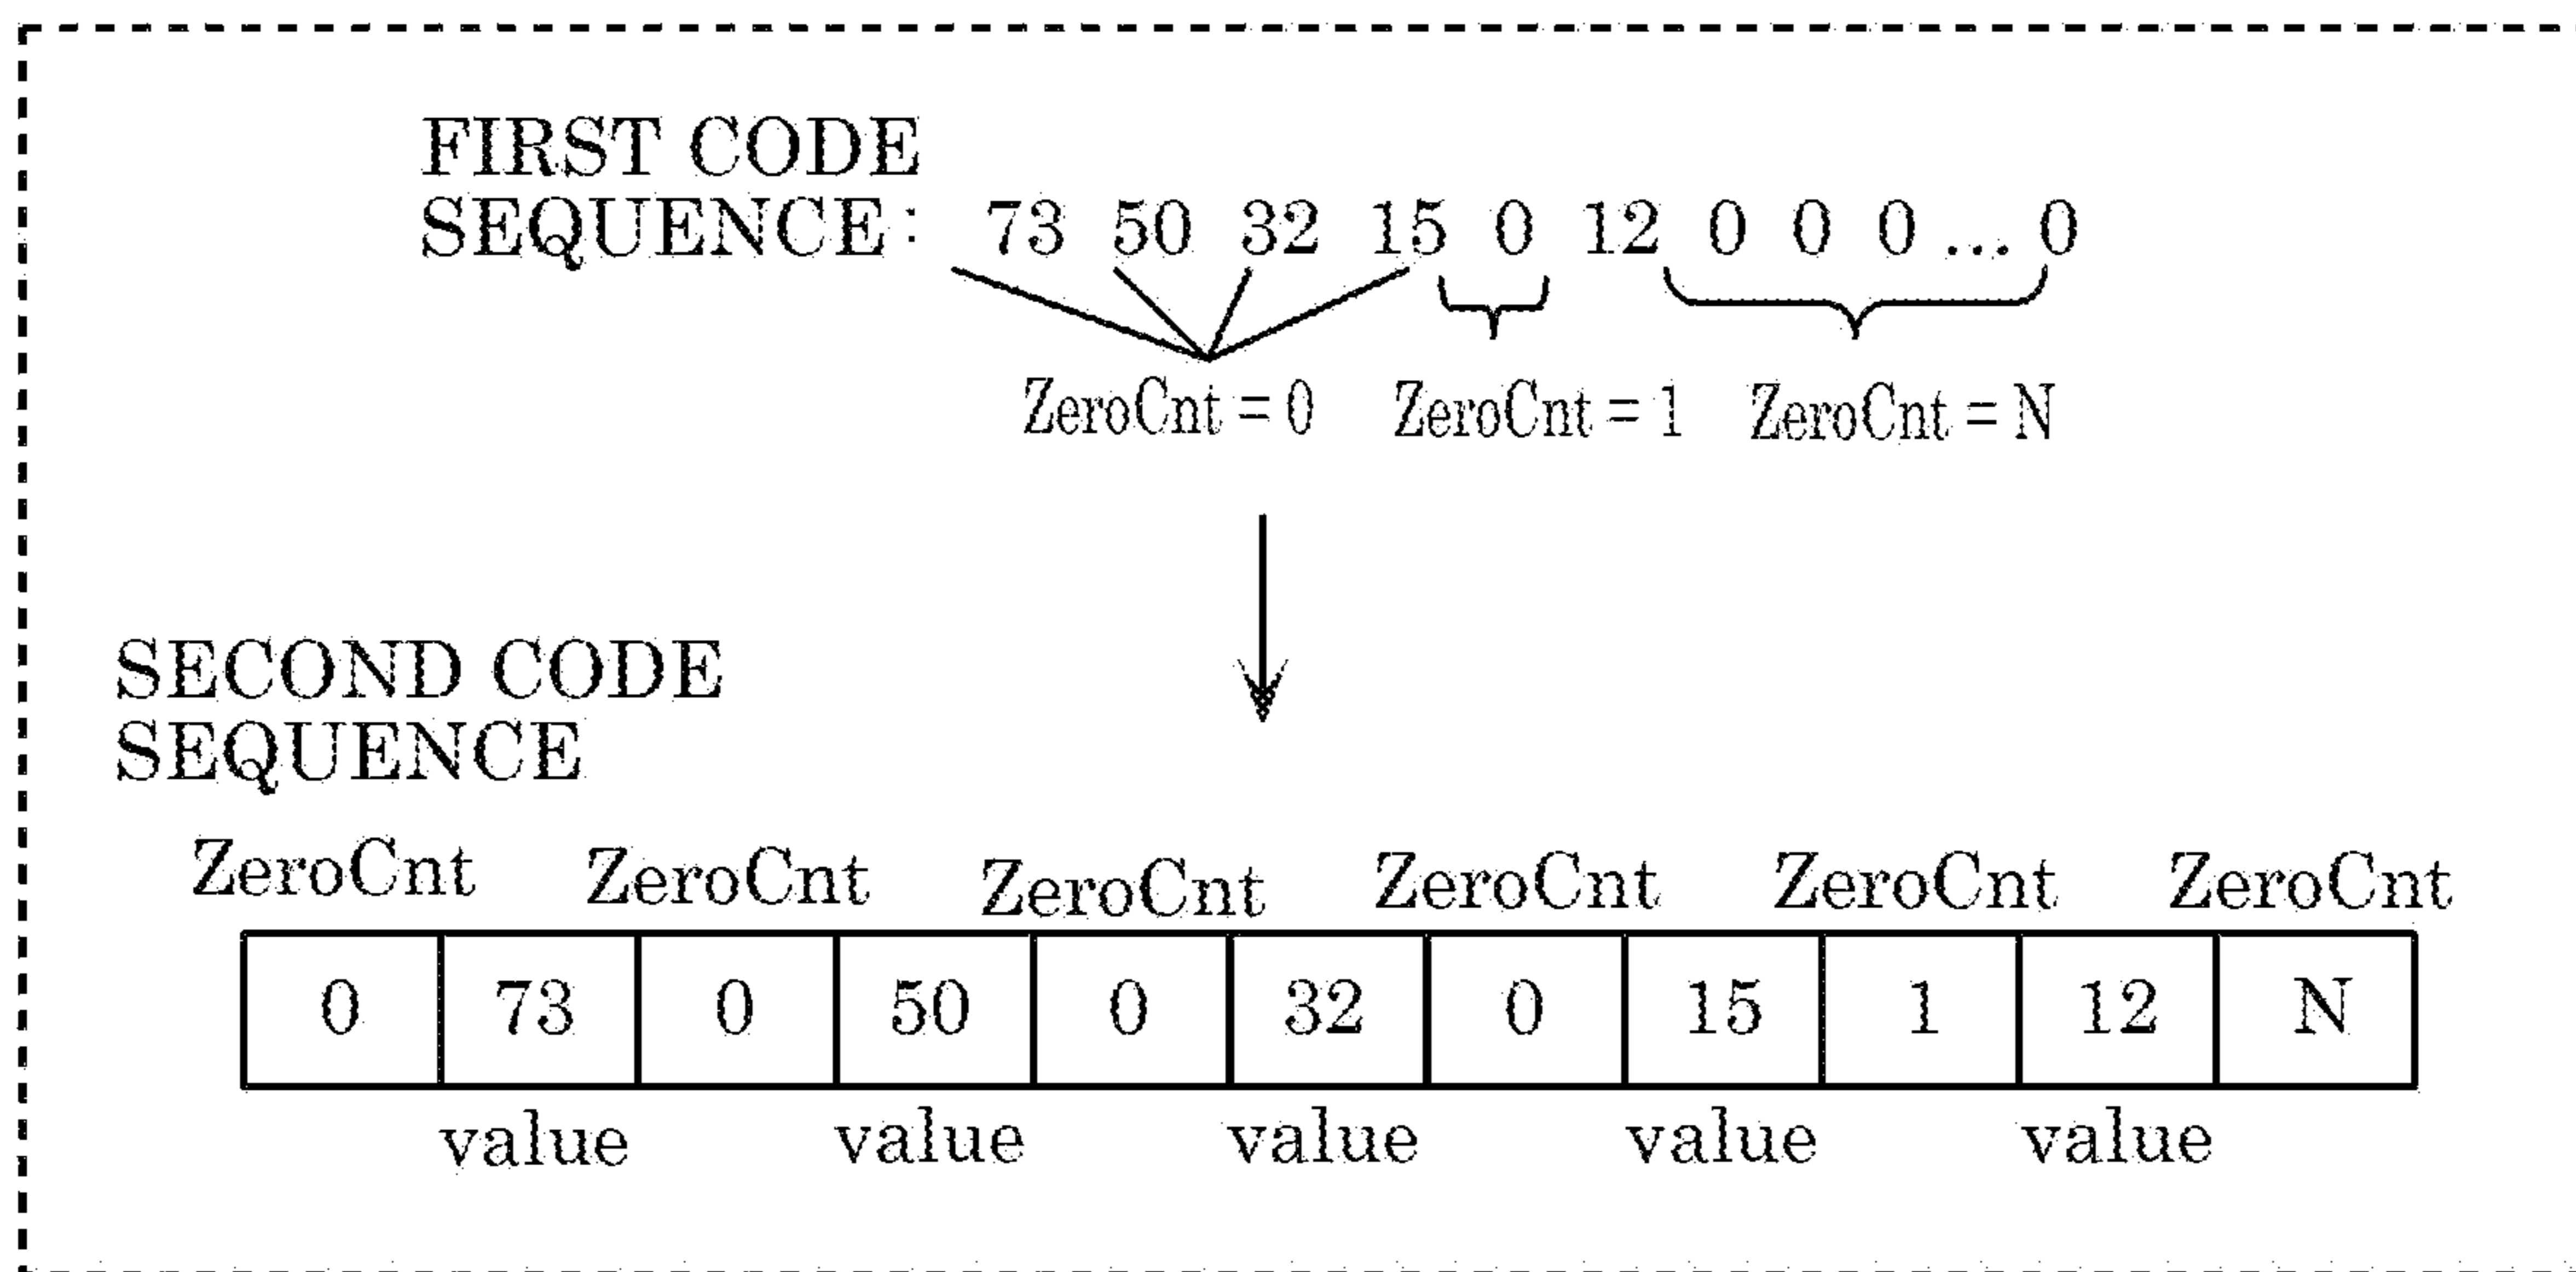 FIRST CODE
SEQUENCE: 73 50 32 15 0 12 0 0 0 ... 0
ZeroCnt = 0 ZeroCnt = 1 ZeroCnt = N
SECOND CODE
SEQUENCE
ZeroCnt ZeroCnt ZeroCnt ZeroCnt ZeroCnt ZeroCnt
0 73 0 50 0 32 0 15 1 12 N
value value value value value